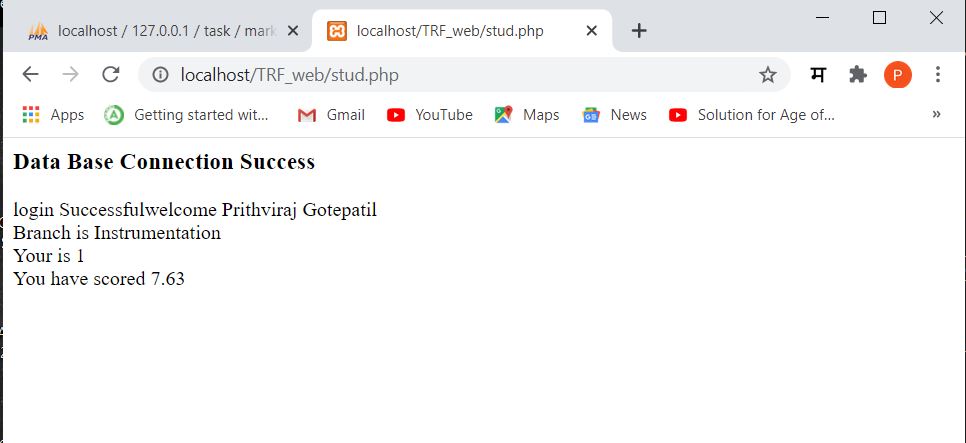 PMA localhost / 127.0.0.1 / task / mark localhost/TRF_web/stud.php
localhost/TRF_web/stud.php म P
Apps Getting started wit... Gmail YouTube Maps GE News Solution for Age of... »
Data Base Connection Success
login Successfulwelcome Prithviraj Gotepatil
Branch is Instrumentation
Your is 1
You have scored 7.63